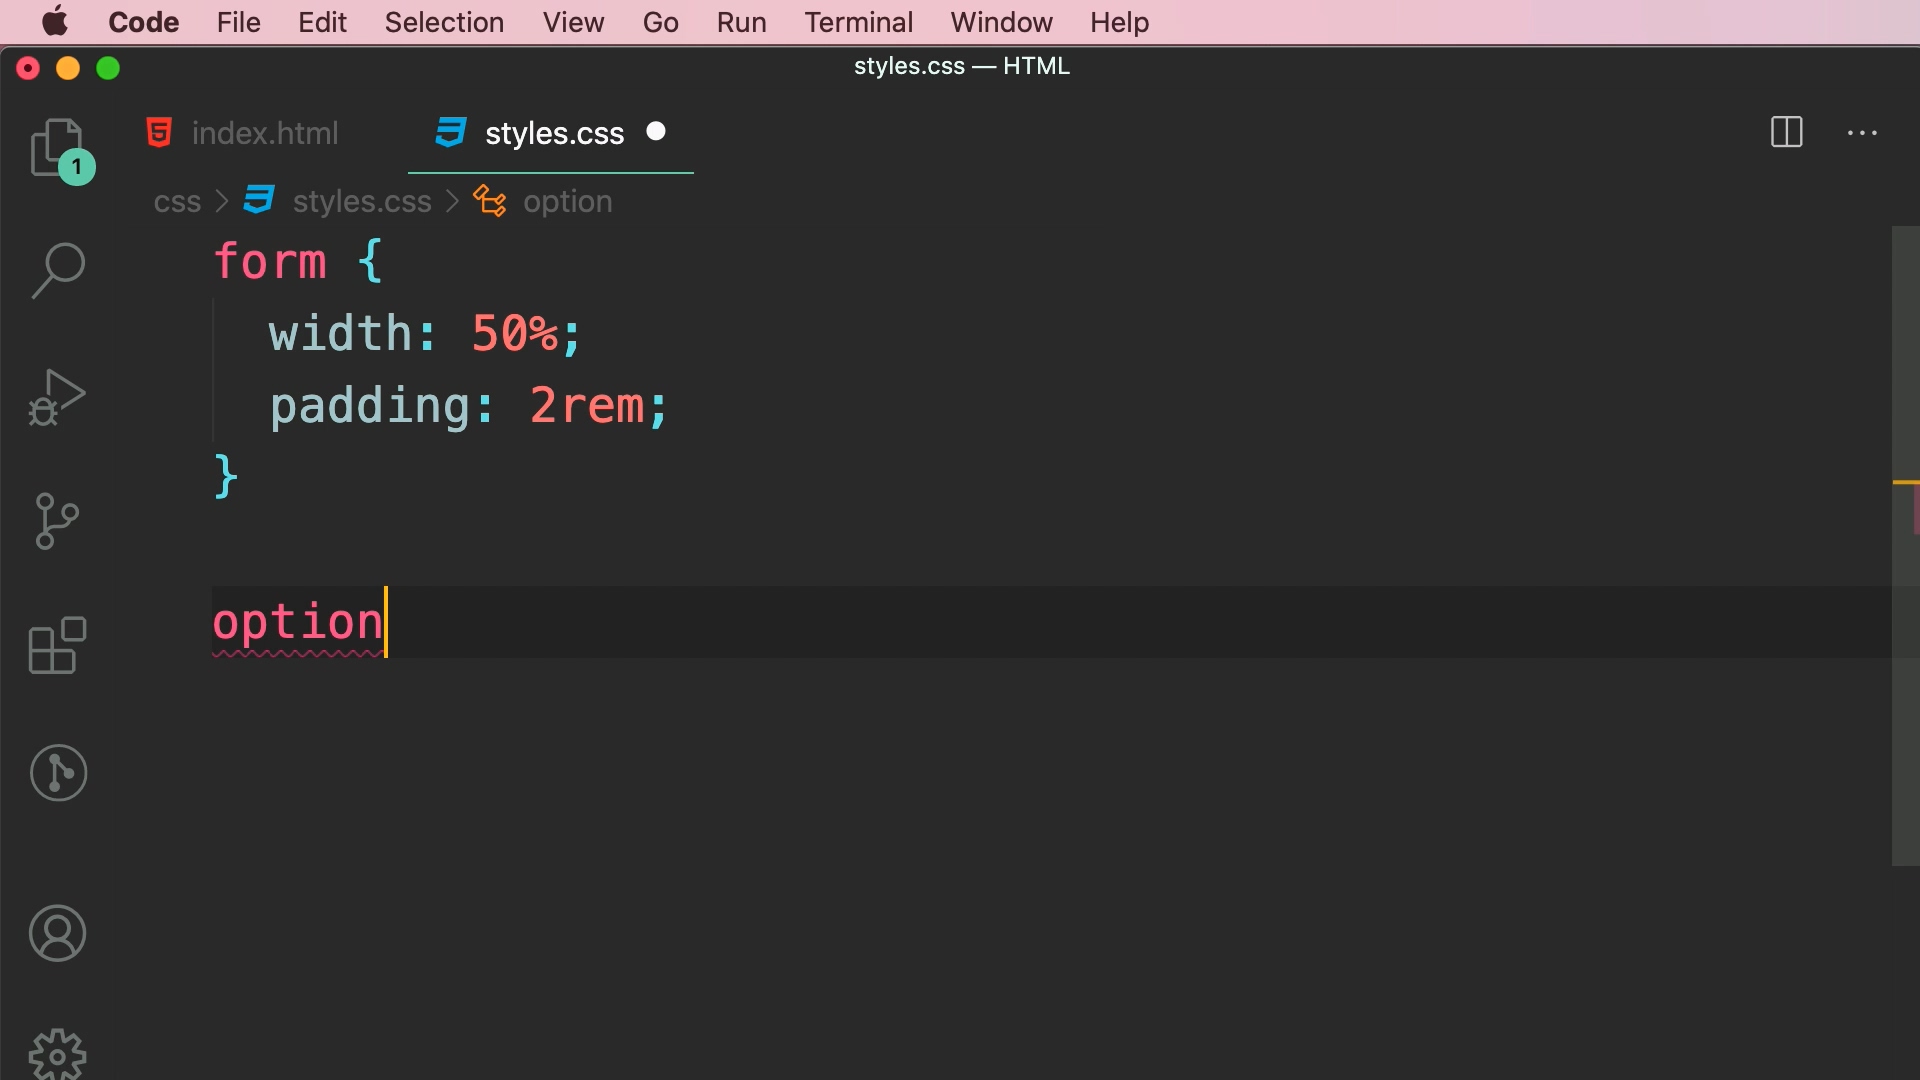 Code File Edit Selection View Go Run Terminal Window Help
styles.css — HTML
index.html styles.css
1
css > styles.css > option
form {
width: 50%;
padding: 2rem;
}
option